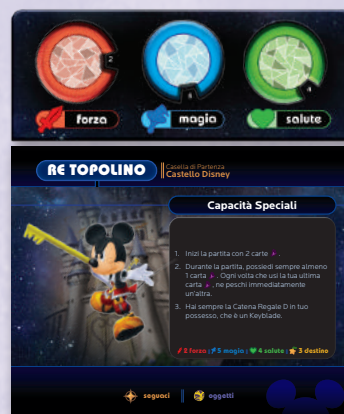 2
5
4
forza
magia
salute
RE TOPOLINO
Casella di Partenza
Castello Disney
Capacità Speciali
1. Inizi la partita con 2 carte ★.
2. Durante la partita, possiedi sempre almeno
1 carta ★. Ogni volta che usi la tua ultima
carta ★, ne peschi immediatamente
un'altra.
3. Hai sempre la Catena Regale D in tuo
possesso, che è un Keyblade.
2 forza | 5 magia | 4 salute | 3 destino
seguaci
oggetti